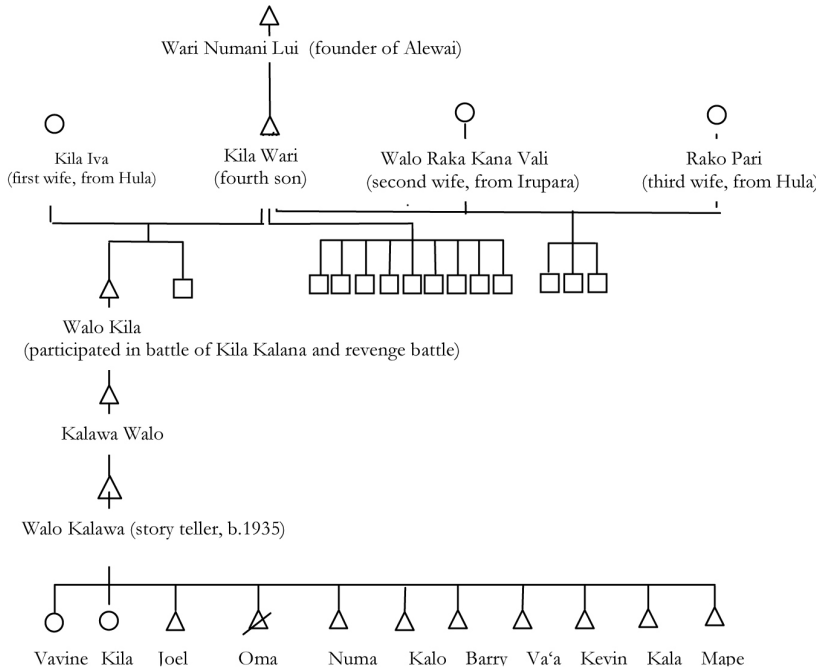 Wari Numani Lui (founder of Alewai)
Kila Iva
(first wife, from Hula)
Kila Wari
(fourth son)
Walo Raka Kana Vali
(second wife, from Irupara)
Rako Pari
(third wife, from Hula)
Walo Kila
(participated in battle of Kila Kalana and revenge battle)
Kalawa Walo
Walo Kalawa (story teller, b.1935)
Vavine Kila Joel Oma Numa Kalo Barry Va‘a Kevin Kala Mape